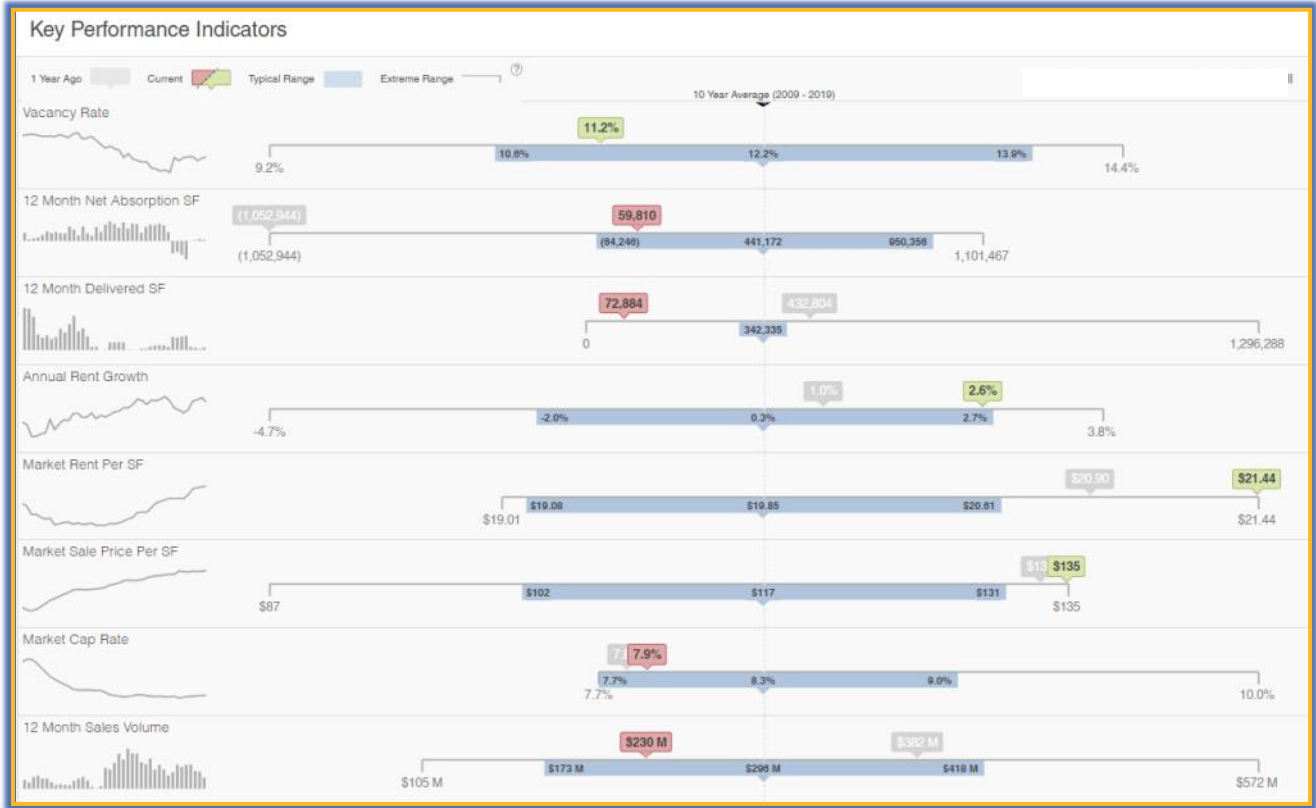 Key Performance Indicators
1 Year Ago Current Typical Range Extreme Range ?
10 Year Average (2009 - 2019)
Vacancy Rate
11.2%
10.6% 12.2% 13.9%
9.2% 14.4%
12 Month Net Absorption SF
(1,052,944) 59,810
(84,246) 441,172 950,356
(1,052,944) 1,101,467
12 Month Delivered SF
72,884 432,804
342,335
0 1,296,288
Annual Rent Growth
1.0% 2.6%
-2.0% 0.3% 2.7%
-4.7% 3.8%
Market Rent Per SF
$20.90 $21.44
$19.08 $19.85 $20.61
$19.01 $21.44
Market Sale Price Per SF
$135
$102 $117 $131
$87 $135
Market Cap Rate
7.9%
7.7% 8.3% 9.0%
7.7% 10.0%
12 Month Sales Volume
$230 M $382 M
$173 M $296 M $418 M
$105 M $572 M